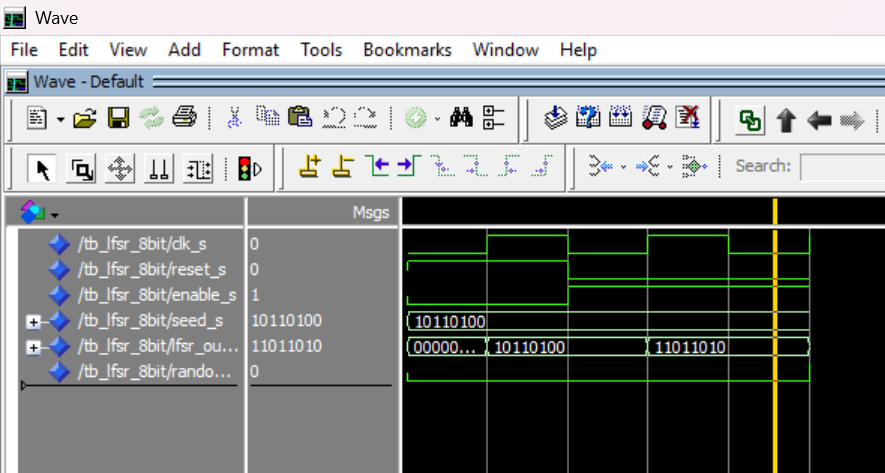 Wave
File Edit View Add Format Tools Bookmarks Window Help
Wave - Default
Search:
Msgs
/tb_lfsr_8bit/clk_s 0
/tb_lfsr_8bit/reset_s 0
/tb_lfsr_8bit/enable_s 1
/tb_lfsr_8bit/seed_s 10110100 10110100
/tb_lfsr_8bit/lfsr_ou... 11011010 00000... 10110100 11011010
/tb_lfsr_8bit/rando... 0